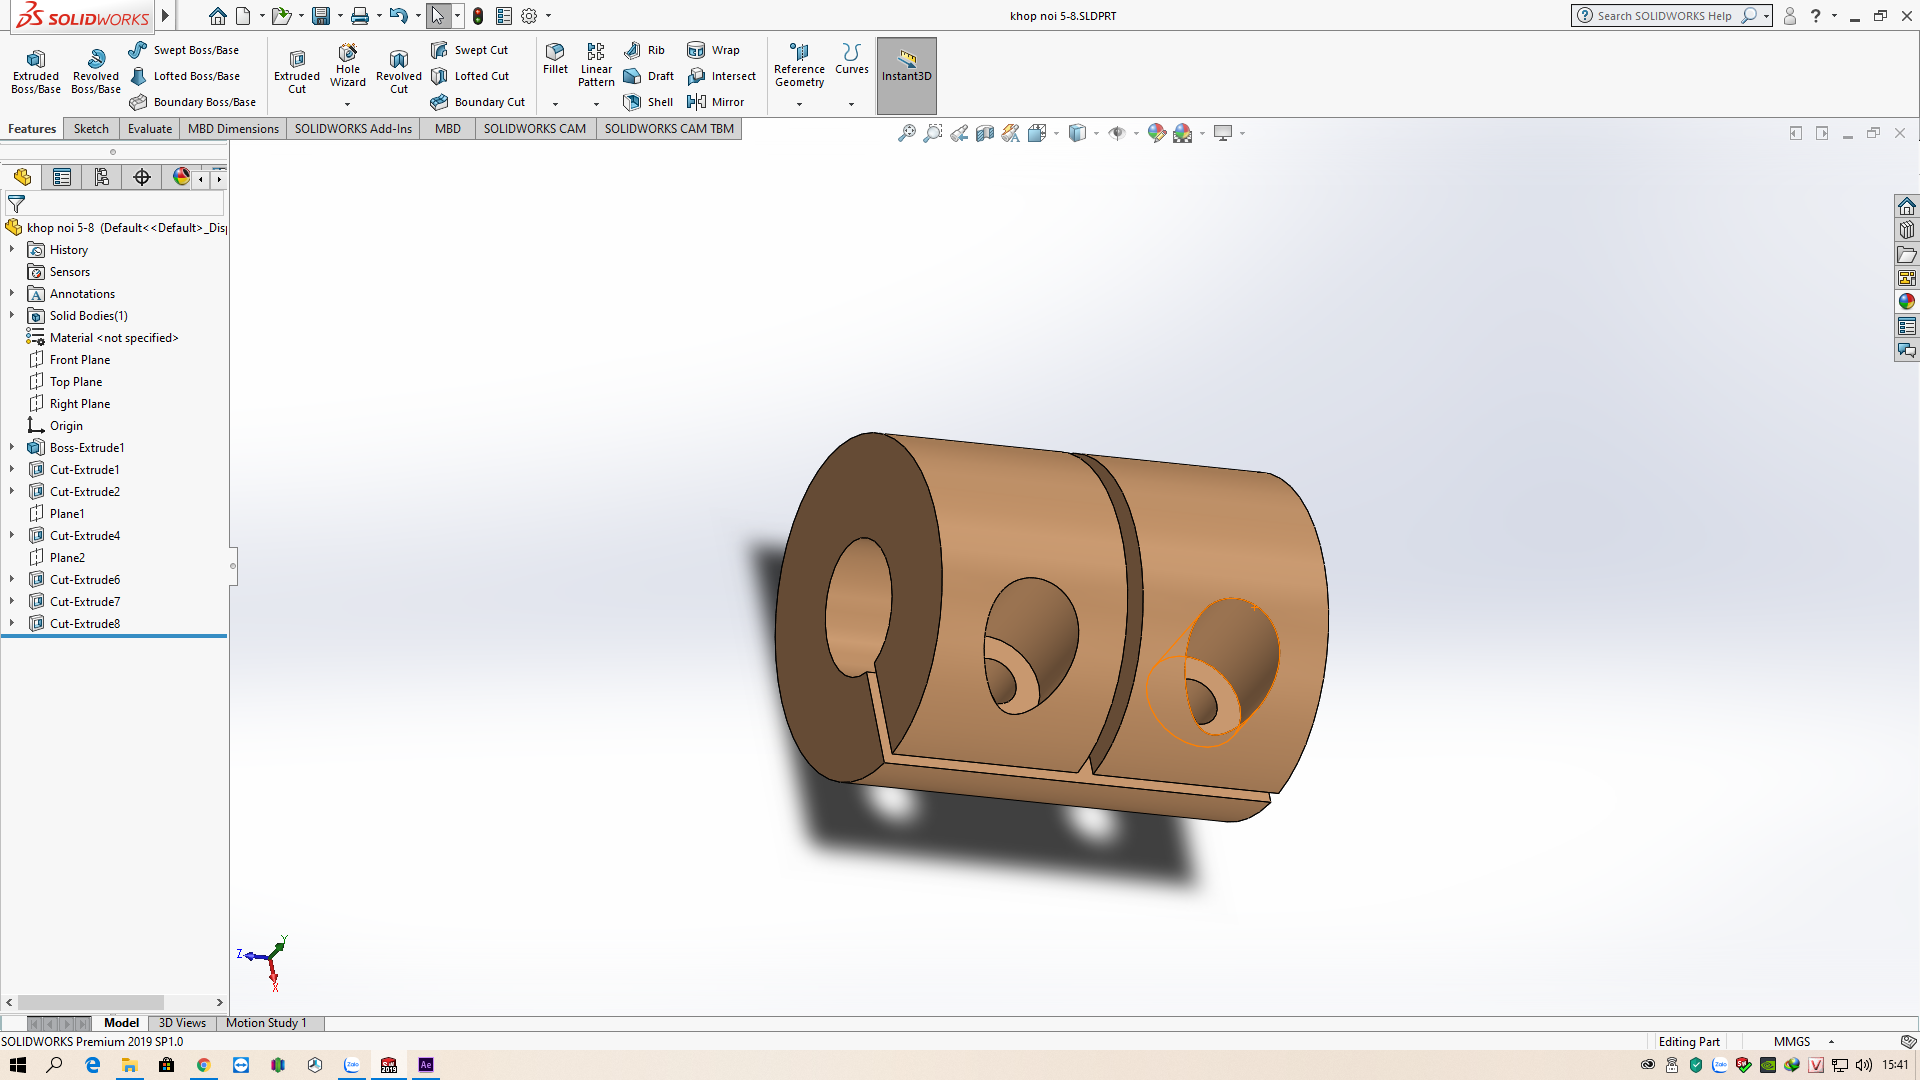 SOLIDWORKS
khop noi 5-8.SLDPRT
Search SOLIDWORKS Help
Extruded Boss/Base
Revolved Boss/Base
Swept Boss/Base
Lofted Boss/Base
Boundary Boss/Base
Extruded Cut
Hole Wizard
Revolved Cut
Swept Cut
Lofted Cut
Boundary Cut
Fillet
Linear Pattern
Rib
Draft
Shell
Wrap
Intersect
Mirror
Reference Geometry
Curves
Instant3D
Features
Sketch
Evaluate
MBD Dimensions
SOLIDWORKS Add-Ins
MBD
SOLIDWORKS CAM
SOLIDWORKS CAM TBM
khop noi 5-8 (Default<<Default>_Disp
History
Sensors
Annotations
Solid Bodies(1)
Material <not specified>
Front Plane
Top Plane
Right Plane
Origin
Boss-Extrude1
Cut-Extrude1
Cut-Extrude2
Plane1
Cut-Extrude4
Plane2
Cut-Extrude6
Cut-Extrude7
Cut-Extrude8
Y
Z
X
Model
3D Views
Motion Study 1
SOLIDWORKS Premium 2019 SP1.0
Editing Part
MMGS
Zalo
SW 2019
Ae
Zalo
V
15:41